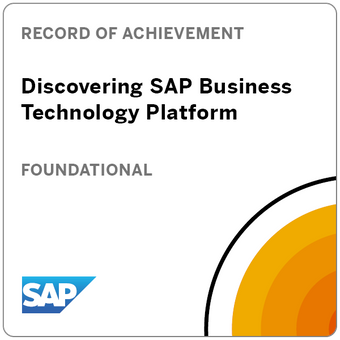 RECORD OF ACHIEVEMENT
Discovering SAP Business
Technology Platform
FOUNDATIONAL
SAP